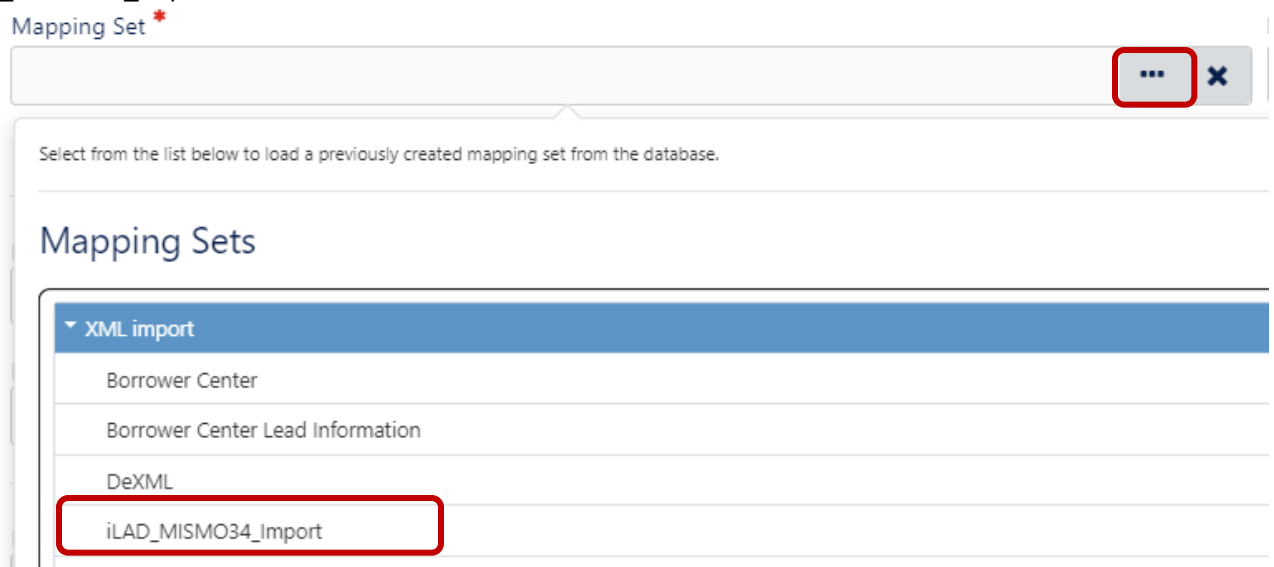 Mapping Set *
Select from the list below to load a previously created mapping set from the database.
Mapping Sets
XML import
Borrower Center
Borrower Center Lead Information
DeXML
iLAD_MISMO34_Import